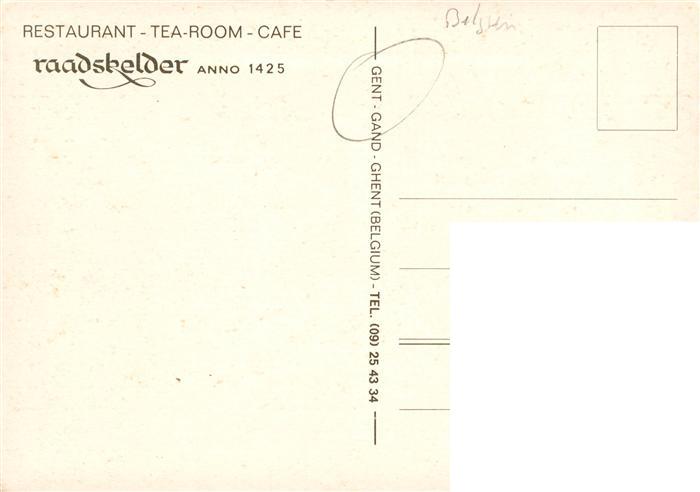 RESTAURANT - TEA-ROOM - CAFE
raadskelder ANNO 1425
GENT - GAND - GHENT (BELGIUM) - TEL. (09) 25 43 34
Belgien